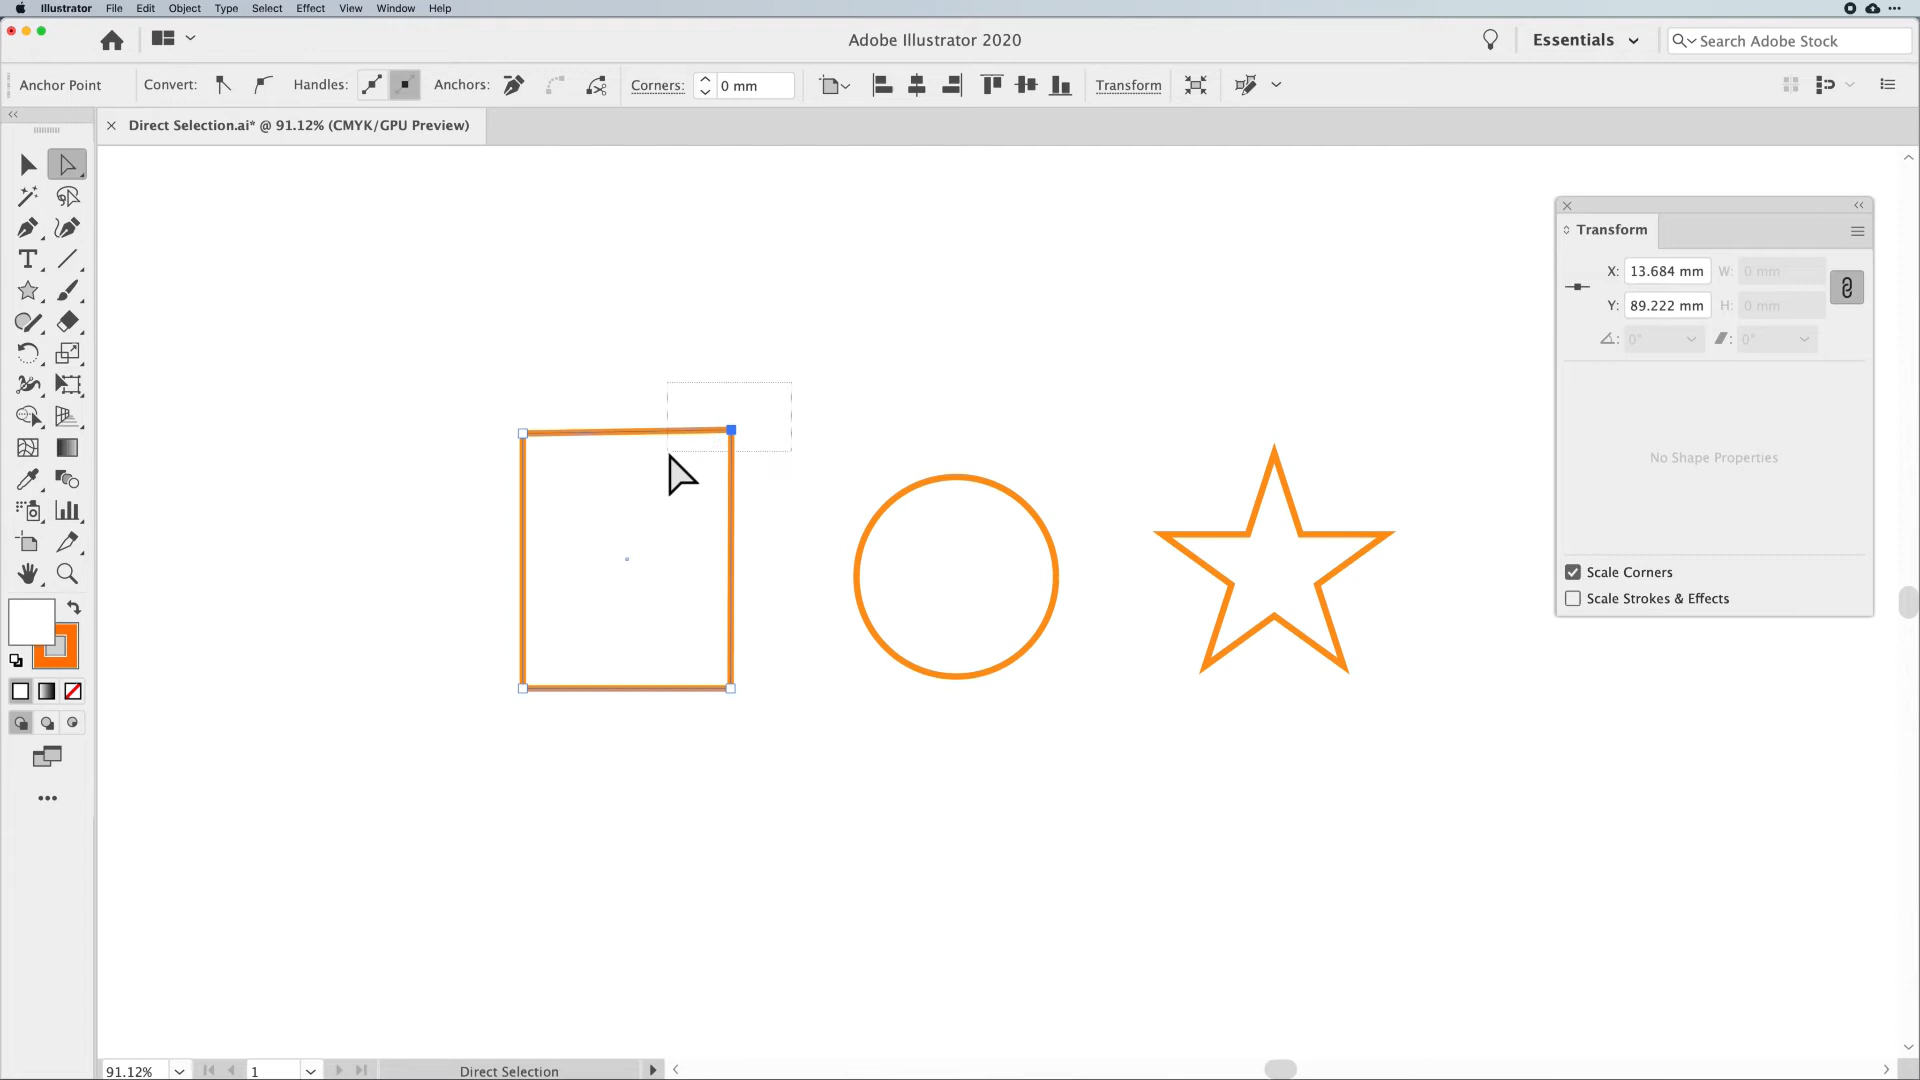 Illustrator File Edit Object Type Select Effect View Window Help
Adobe Illustrator 2020
Essentials
Search Adobe Stock
Anchor Point
Convert:
Handles:
Anchors:
Corners:
0 mm
Transform
Direct Selection.ai* @ 91.12% (CMYK/GPU Preview)
Transform
X: 13.684 mm W: 0 mm
Y: 89.222 mm H: 0 mm
0° 0°
No Shape Properties
Scale Corners
Scale Strokes & Effects
91.12%
1
Direct Selection